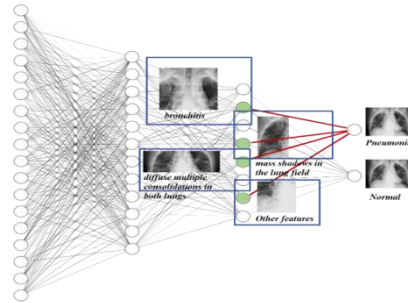 bronchitis
mass shadows in
the lung field
diffuse multiple
consolidations in
both lungs
Other features
Pneumonia
Normal